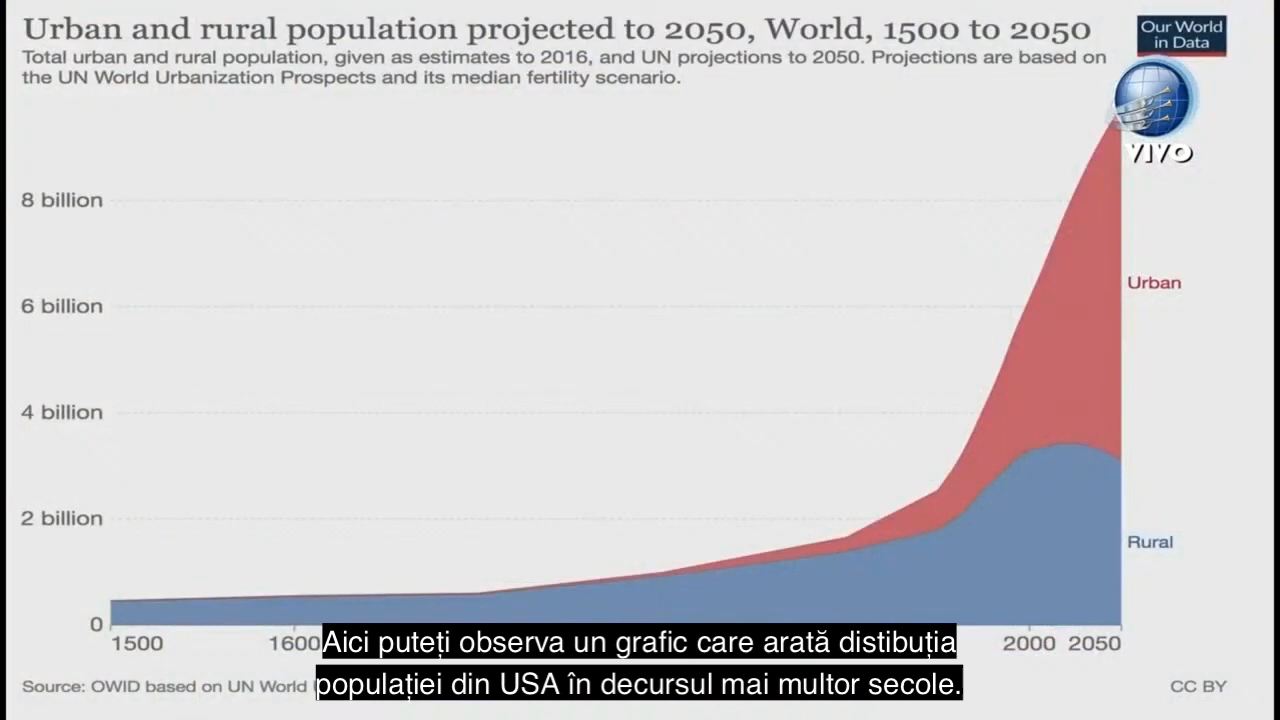 Urban and rural population projected to 2050, World, 1500 to 2050
Our World
in Data
Total urban and rural population, given as estimates to 2016, and UN projections to 2050. Projections are based on
the UN World Urbanization Prospects and its median fertility scenario.
VIVO
8 billion
6 billion
4 billion
2 billion
0
Urban
Rural
1500
1600
2000
2050
Aici puteți observa un grafic care arată distibuția
populației din USA în decursul mai multor secole.
Source: OWID based on UN World
CC BY